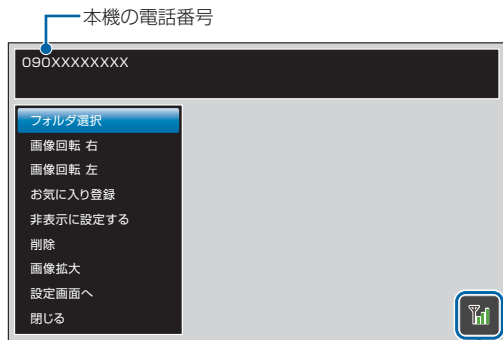 本機の電話番号
090XXXXXXXX
フォルダ選択
画像回転 右
画像回転 左
お気に入り登録
非表示に設定する
削除
画像拡大
設定画面へ
閉じる